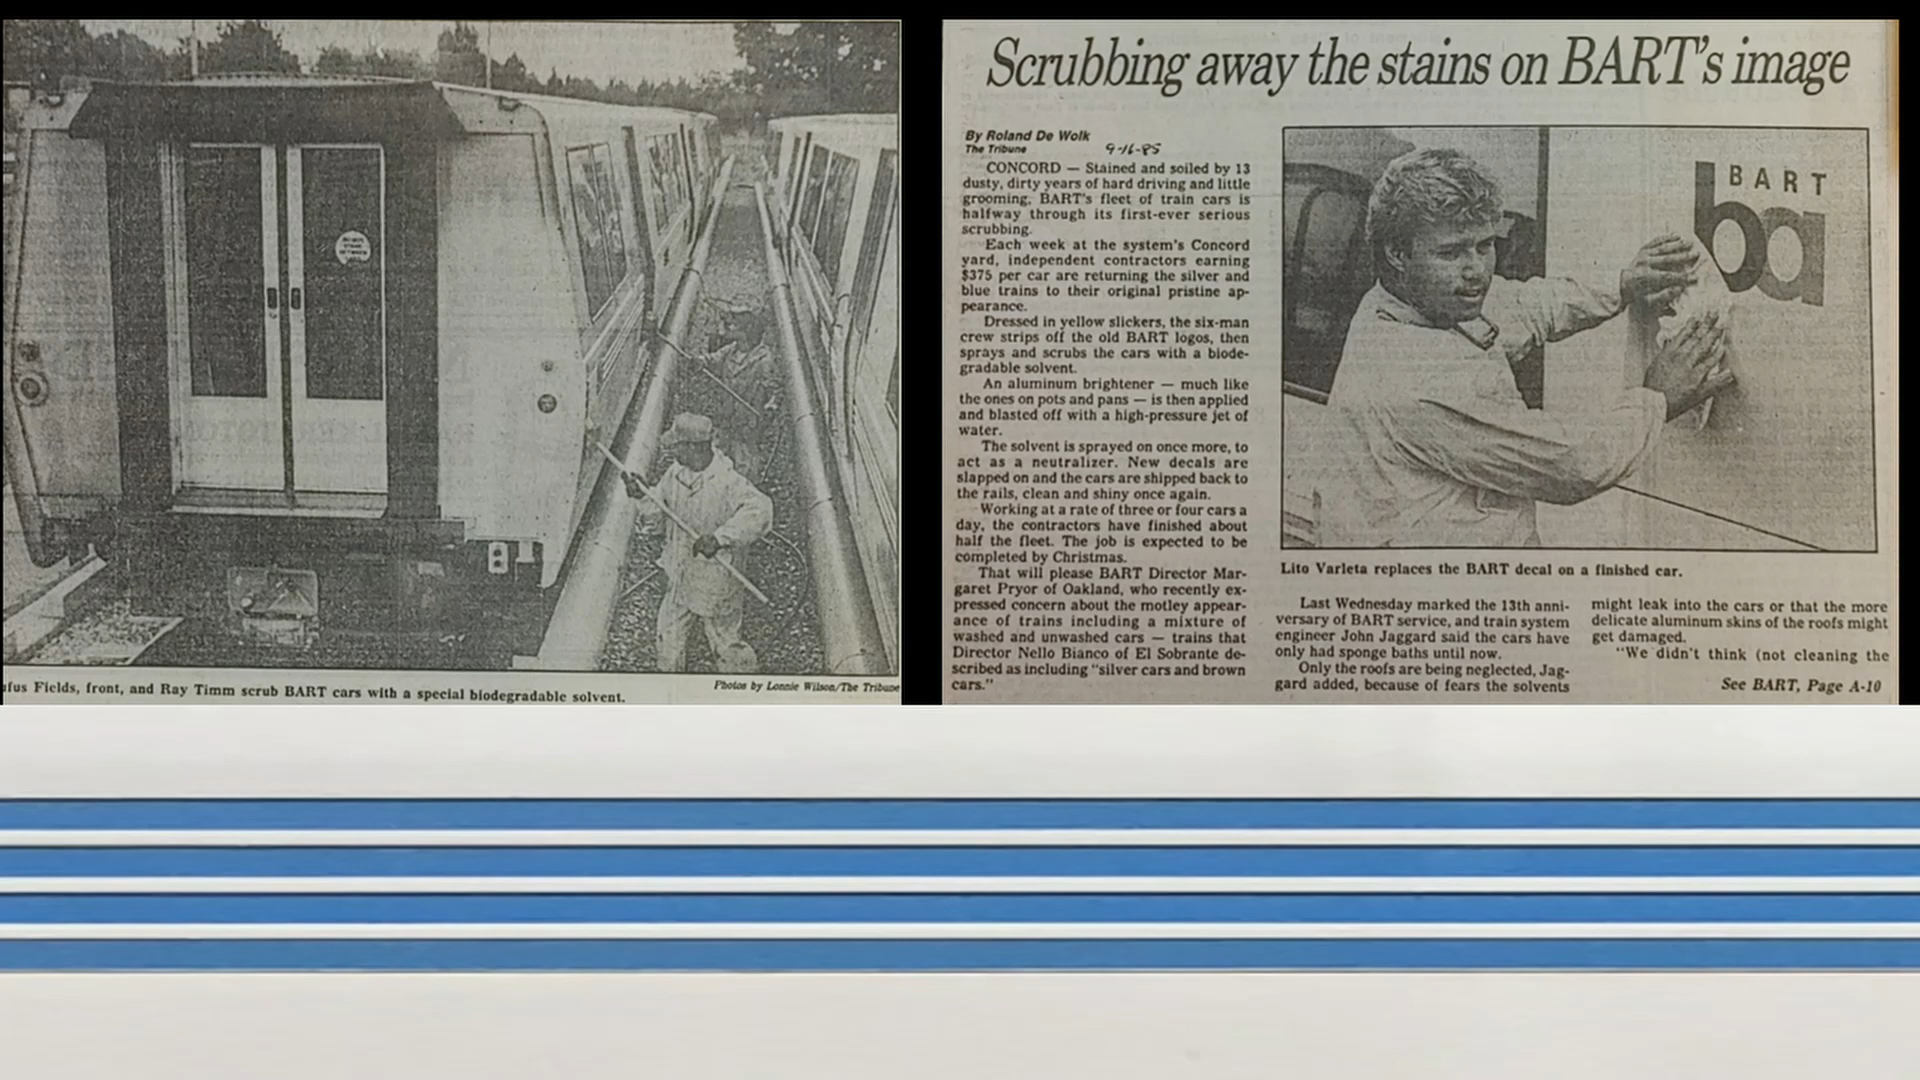 ufus Fields, front, and Ray Timm scrub BART cars with a special biodegradable solvent.
Photos by Lonnie Wilson/The Tribune
Scrubbing away the stains on BART's image
By Roland De Wolk
The Tribune
9-16-85
CONCORD — Stained and soiled by 13
dusty, dirty years of hard driving and little
grooming, BART's fleet of train cars is
halfway through its first-ever serious
scrubbing.
Each week at the system's Concord
yard, independent contractors earning
$375 per car are returning the silver and
blue trains to their original pristine ap-
pearance.
Dressed in yellow slickers, the six-man
crew strips off the old BART logos, then
sprays and scrubs the cars with a biode-
gradable solvent.
An aluminum brightener — much like
the ones on pots and pans — is then applied
and blasted off with a high-pressure jet of
water.
The solvent is sprayed on once more, to
act as a neutralizer. New decals are
slapped on and the cars are shipped back to
the rails, clean and shiny once again.
Working at a rate of three or four cars a
day, the contractors have finished about
half the fleet. The job is expected to be
completed by Christmas.
That will please BART Director Mar-
garet Pryor of Oakland, who recently ex-
pressed concern about the motley appear-
ance of trains including a mixture of
washed and unwashed cars — trains that
Director Nello Bianco of El Sobrante de-
scribed as including "silver cars and brown
cars."
BART
ba
Lito Varleta replaces the BART decal on a finished car.
Last Wednesday marked the 13th anni-
versary of BART service, and train system
engineer John Jaggard said the cars have
only had sponge baths until now.
Only the roofs are being neglected, Jag-
gard added, because of fears the solvents
might leak into the cars or that the more
delicate aluminum skins of the roofs might
get damaged.
"We didn't think (not cleaning the
See BART, Page A-10